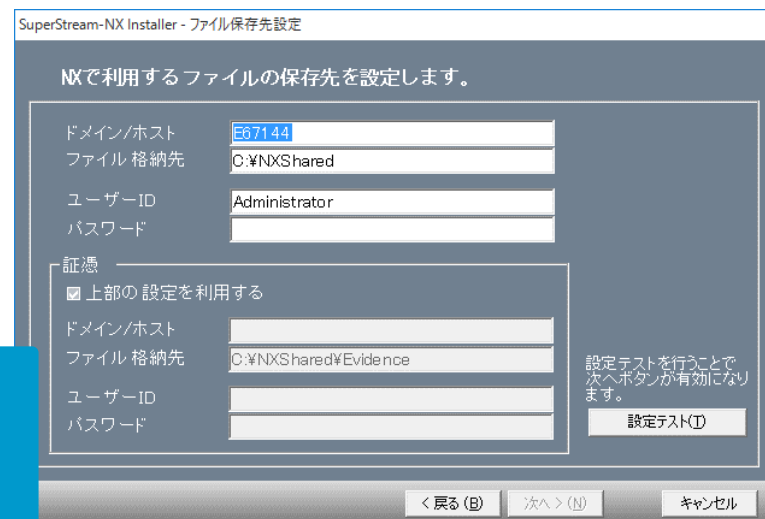 SuperStream-NX Installer - ファイル保存先設定
NXで利用するファイルの保存先を設定します。
ドメイン/ホスト
E67144
ファイル 格納先
C:¥NXShared
ユーザーID
Administrator
パスワード
証憑
上部の 設定を利用する
ドメイン/ホスト
ファイル 格納先
C:¥NXShared¥Evidence
ユーザーID
パスワード
設定テストを行うことで
次へボタンが有効になり
ます。
設定テスト(T)
< 戻る (B)
次へ > (N)
キャンセル